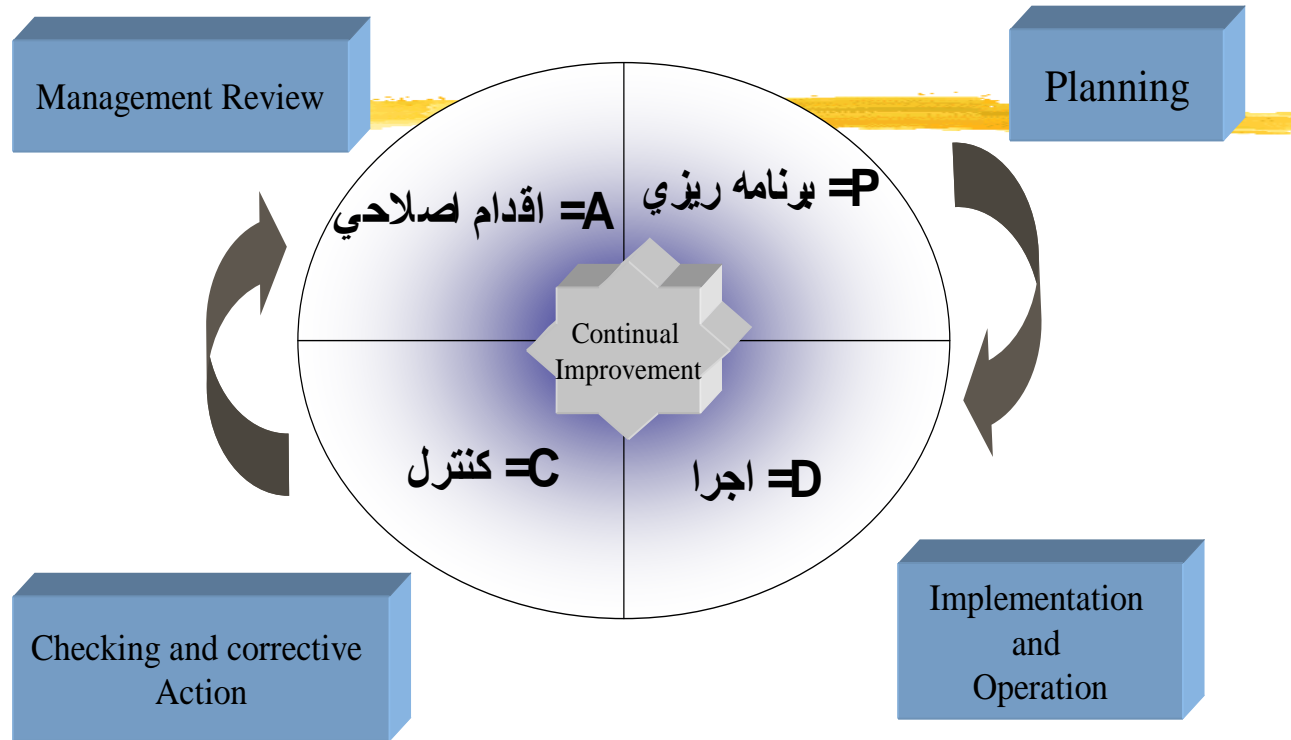 Management Review
Planning
P= برنامه ريزي
A= اقدام اصلاحي
Continual
Improvement
C= كنترل
D= اجرا
Implementation
and
Operation
Checking and corrective
Action